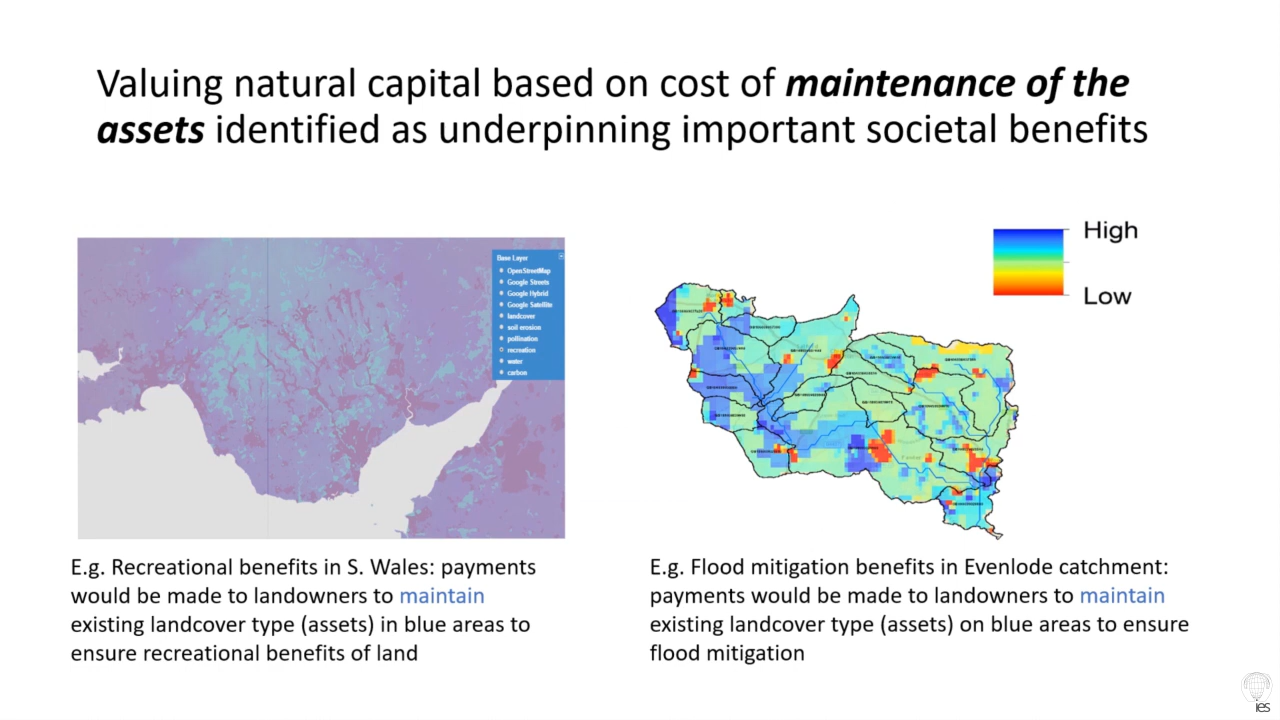 Valuing natural capital based on cost of maintenance of the
assets identified as underpinning important societal benefits
Base Layer
OpenStreetMap
Google Streets
Google Hybrid
Google Satellite
landcover
soil erosion
pollination
recreation
water
carbon
High
Low
E.g. Recreational benefits in S. Wales: payments
would be made to landowners to maintain
existing landcover type (assets) in blue areas to
ensure recreational benefits of land
E.g. Flood mitigation benefits in Evenlode catchment:
payments would be made to landowners to maintain
existing landcover type (assets) on blue areas to ensure
flood mitigation
ies